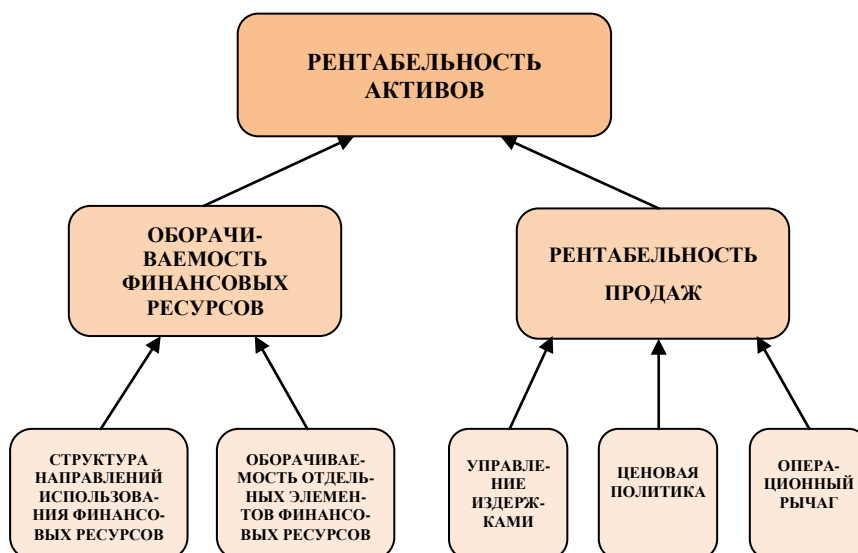 РЕНТАБЕЛЬНОСТЬ
АКТИВОВ
ОБОРАЧИ-
ВАЕМОСТЬ
ФИНАНСОВЫХ
РЕСУРСОВ
РЕНТАБЕЛЬНОСТЬ
ПРОДАЖ
СТРУКТУРА
НАПРАВЛЕНИЙ
ИСПОЛЬЗОВА-
НИЯ ФИНАНСО-
ВЫХ РЕСУРСОВ
ОБОРАЧИВАЕ-
МОСТЬ ОТДЕЛЬ-
НЫХ ЭЛЕМЕН-
ТОВ ФИНАНСО-
ВЫХ РЕСУРСОВ
УПРАВЛЕ-
НИЕ
ИЗДЕРЖ-
КАМИ
ЦЕНОВАЯ
ПОЛИТИКА
ОПЕРА-
ЦИОННЫЙ
РЫЧАГ